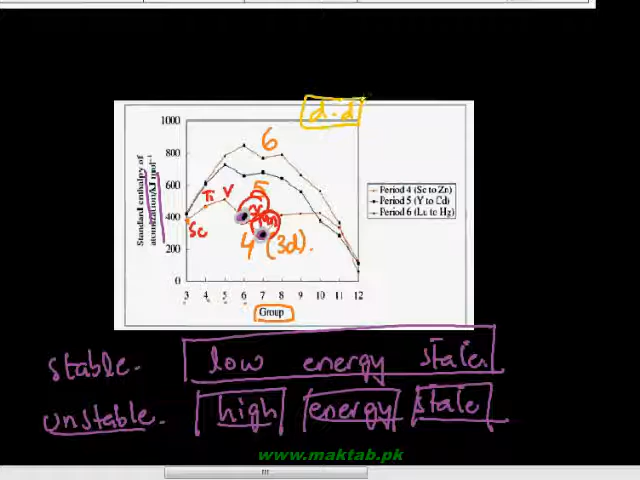 d-d
1000
800
600
400
200
0
Standard enthalpy of
atomization/kJ mol⁻¹
6
5
4 (3d).
Sc
Ti
V
Mn
3 4 5 6 7 8 9 10 11 12
Group
Period 4 (Sc to Zn)
Period 5 (Y to Cd)
Period 6 (Lu to Hg)
stable. low energy state.
unstable. high energy state
www.maktab.pk